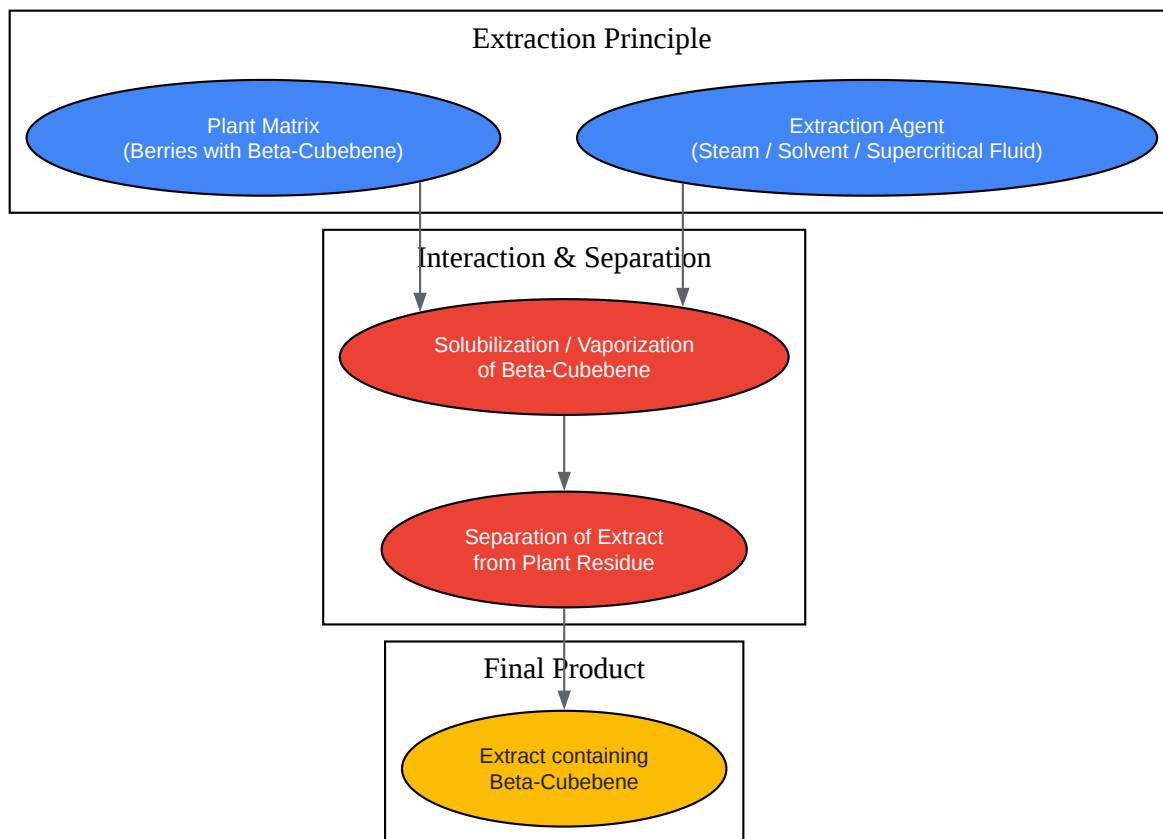 Extraction Principle
Plant Matrix
(Berries with Beta-Cubebene)
Extraction Agent
(Steam / Solvent / Supercritical Fluid)
Interaction & Separation
Solubilization / Vaporization
of Beta-Cubebene
Separation of Extract
from Plant Residue
Final Product
Extract containing
Beta-Cubebene